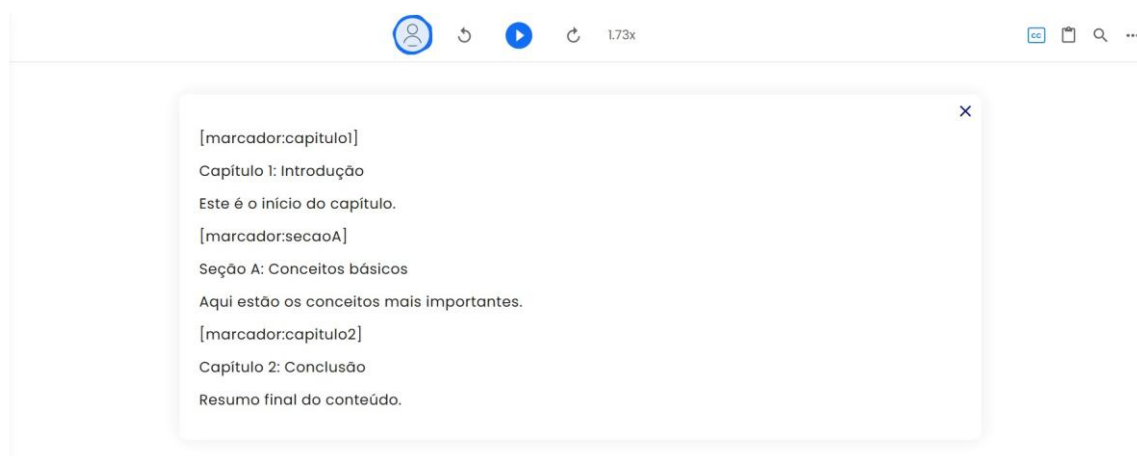 1.73x
cc
[marcador:capitulo1]
Capítulo 1: Introdução
Este é o início do capítulo.
[marcador:secaoA]
Seção A: Conceitos básicos
Aqui estão os conceitos mais importantes.
[marcador:capitulo2]
Capítulo 2: Conclusão
Resumo final do conteúdo.